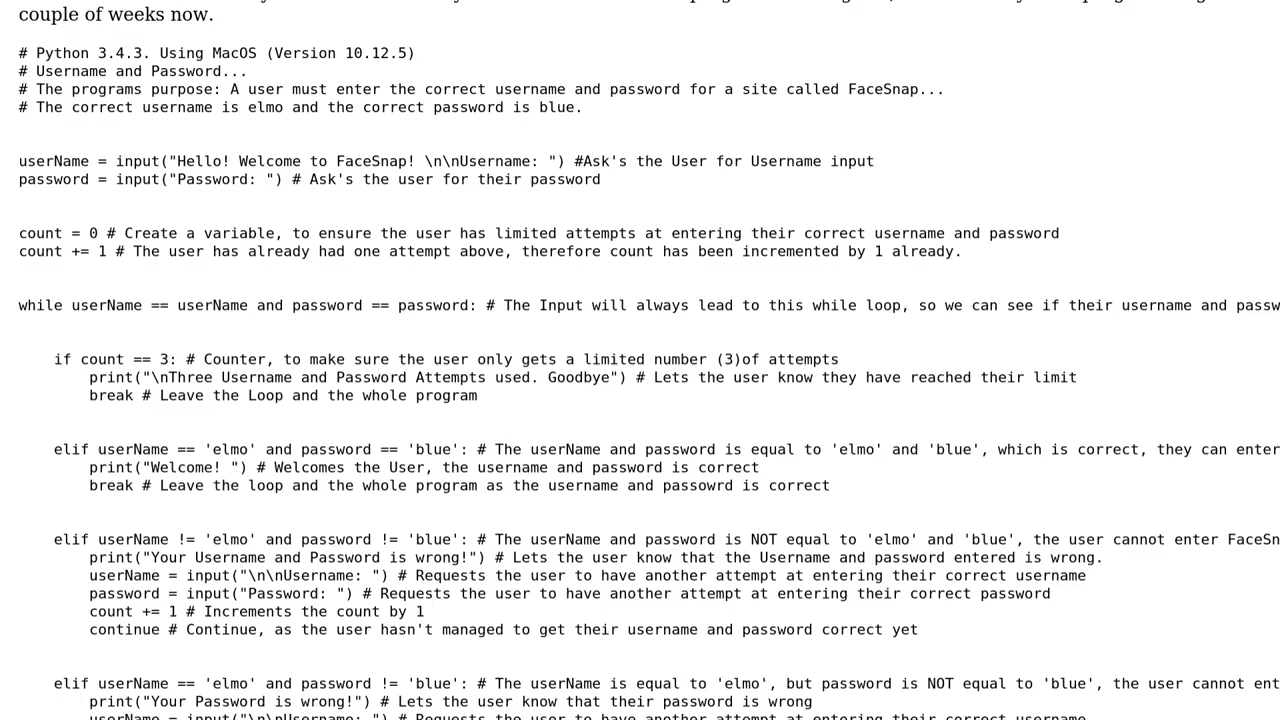 couple of weeks now.
# Python 3.4.3. Using MacOS (Version 10.12.5)
# Username and Password...
# The programs purpose: A user must enter the correct username and password for a site called FaceSnap...
# The correct username is elmo and the correct password is blue.
userName = input("Hello! Welcome to FaceSnap! \n\nUsername: ") #Ask's the User for Username input
password = input("Password: ") # Ask's the user for their password
count = 0 # Create a variable, to ensure the user has limited attempts at entering their correct username and password
count += 1 # The user has already had one attempt above, therefore count has been incremented by 1 already.
while userName == userName and password == password: # The Input will always lead to this while loop, so we can see if their username and passw
if count == 3: # Counter, to make sure the user only gets a limited number (3)of attempts
print("\nThree Username and Password Attempts used. Goodbye") # Lets the user know they have reached their limit
break # Leave the Loop and the whole program
elif userName == 'elmo' and password == 'blue': # The userName and password is equal to 'elmo' and 'blue', which is correct, they can enter
print("Welcome! ") # Welcomes the User, the username and password is correct
break # Leave the loop and the whole program as the username and passowrd is correct
elif userName != 'elmo' and password != 'blue': # The userName and password is NOT equal to 'elmo' and 'blue', the user cannot enter FaceSn
print("Your Username and Password is wrong!") # Lets the user know that the Username and password entered is wrong.
userName = input("\n\nUsername: ") # Requests the user to have another attempt at entering their correct username
password = input("Password: ") # Requests the user to have another attempt at entering their correct password
count += 1 # Increments the count by 1
continue # Continue, as the user hasn't managed to get their username and password correct yet
elif userName == 'elmo' and password != 'blue': # The userName is equal to 'elmo', but password is NOT equal to 'blue', the user cannot ent
print("Your Password is wrong!") # Lets the user know that their password is wrong
userName = input("\n\nUsername: ") # Requests the user to have another attempt at entering their correct username